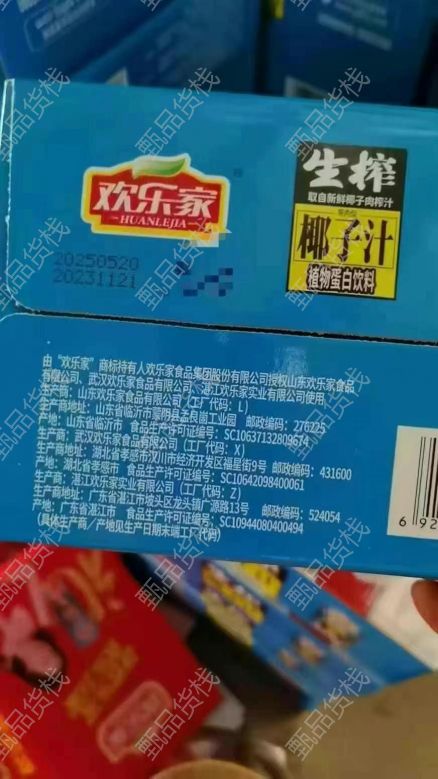 欢乐家
HUANLEJIA
生榨
取自新鲜椰子肉榨汁
椰子汁
植物蛋白饮料
20250520
20231121
由“欢乐家”商标持有人欢乐家食品集团股份有限公司授权山东欢乐家食品
有限公司、武汉欢乐家食品有限公司、湛江欢乐家实业有限公司使用
生产商:山东欢乐家食品有限公司(工厂代码:L)
生产商地址:山东省临沂市蒙阴县孟良崮工业园 邮政编码:276225
产地:山东省临沂市 食品生产许可证编号:SC10637132809674
生产商:武汉欢乐家食品有限公司(工厂代码:X)
生产商地址:湖北省孝感市汉川市经济开发区福星街9号 邮政编码:431600
产地:湖北省孝感市 食品生产许可证编号:SC10642098400061
生产商:湛江欢乐家实业有限公司(工厂代码:Z)
生产商地址:广东省湛江市坡头区龙头镇广源路13号 邮政编码:524054
产地:广东省湛江市 食品生产许可证编号:SC10944080400494
(具体生产商/产地见生产日期末端工厂代码)
6 92
甄品货栈